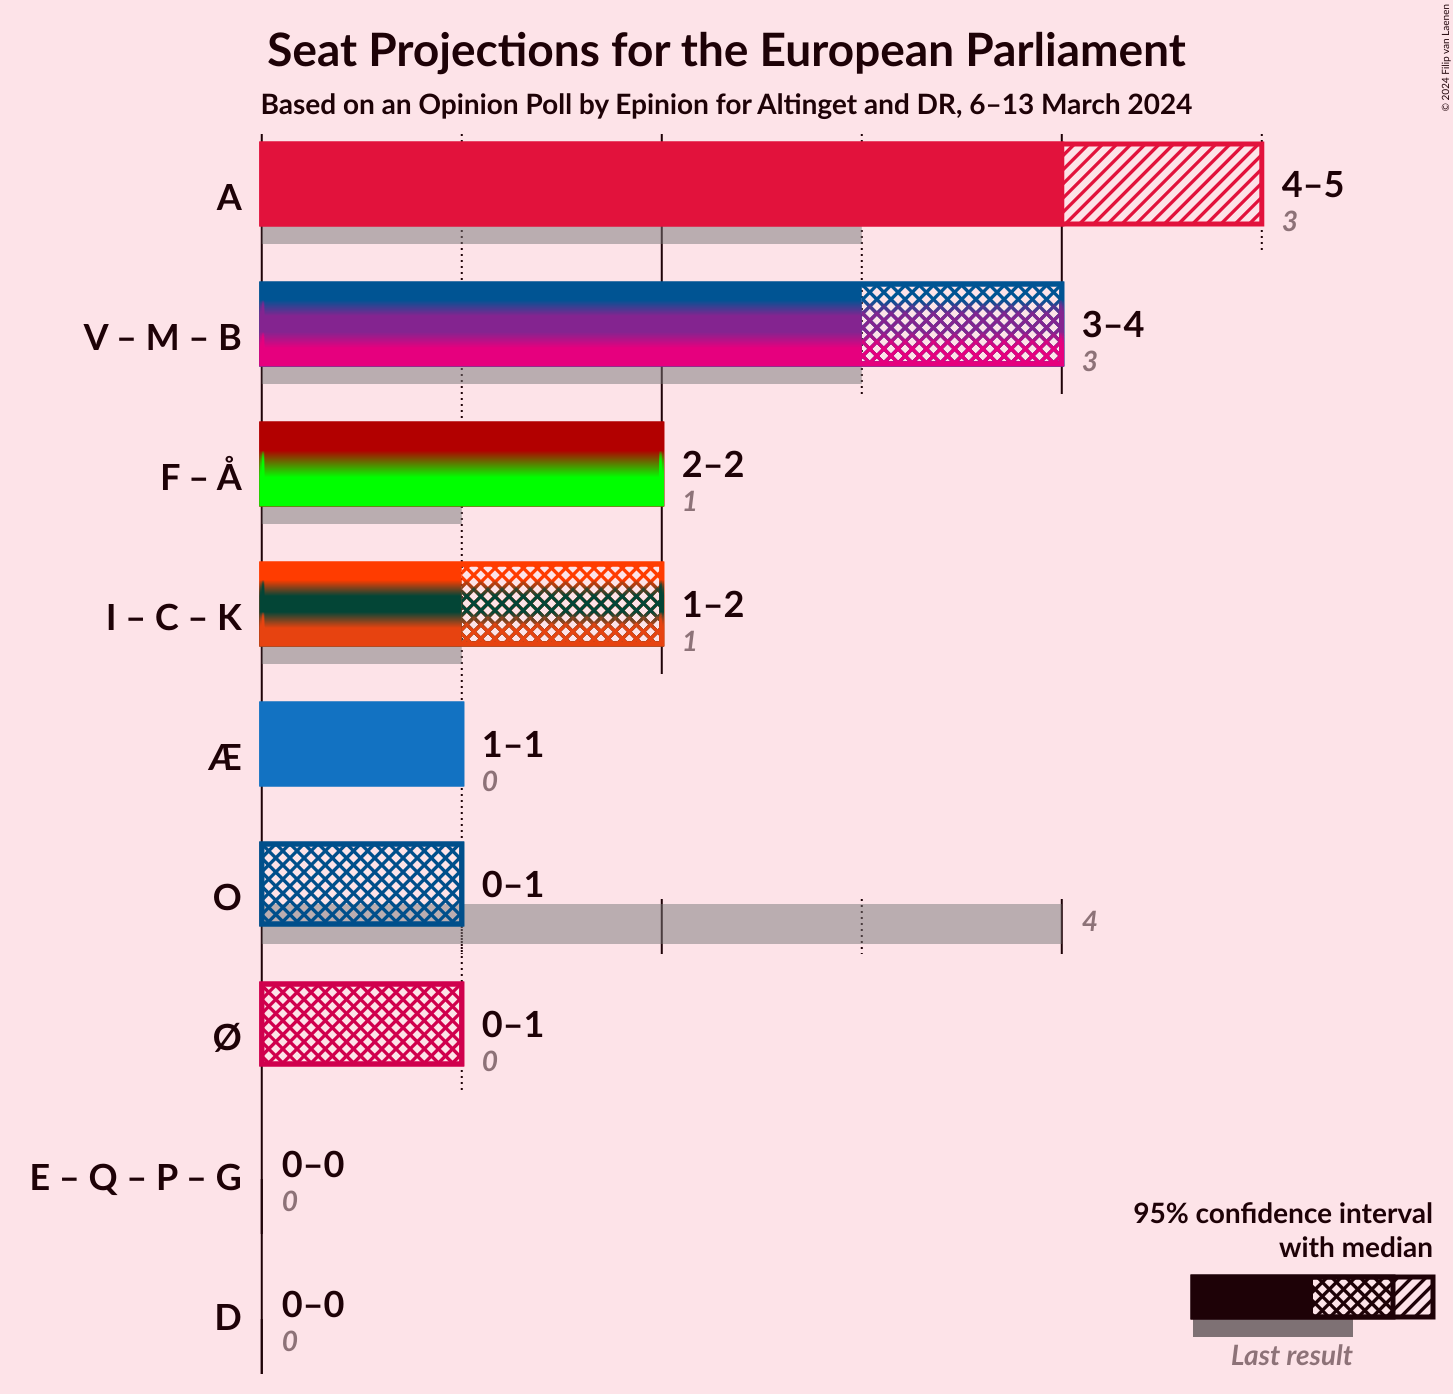 Seat Projections for the European Parliament
Based on an Opinion Poll by Epinion for Altinget and DR, 6–13 March 2024
© 2024 Filip van Laenen
A
4–5
3
V – M – B
3–4
3
F – Å
2–2
1
I – C – K
1–2
1
Æ
1–1
0
O
0–1
4
Ø
0–1
0
E – Q – P – G
0–0
0
D
0–0
0
95% confidence interval
with median
Last result